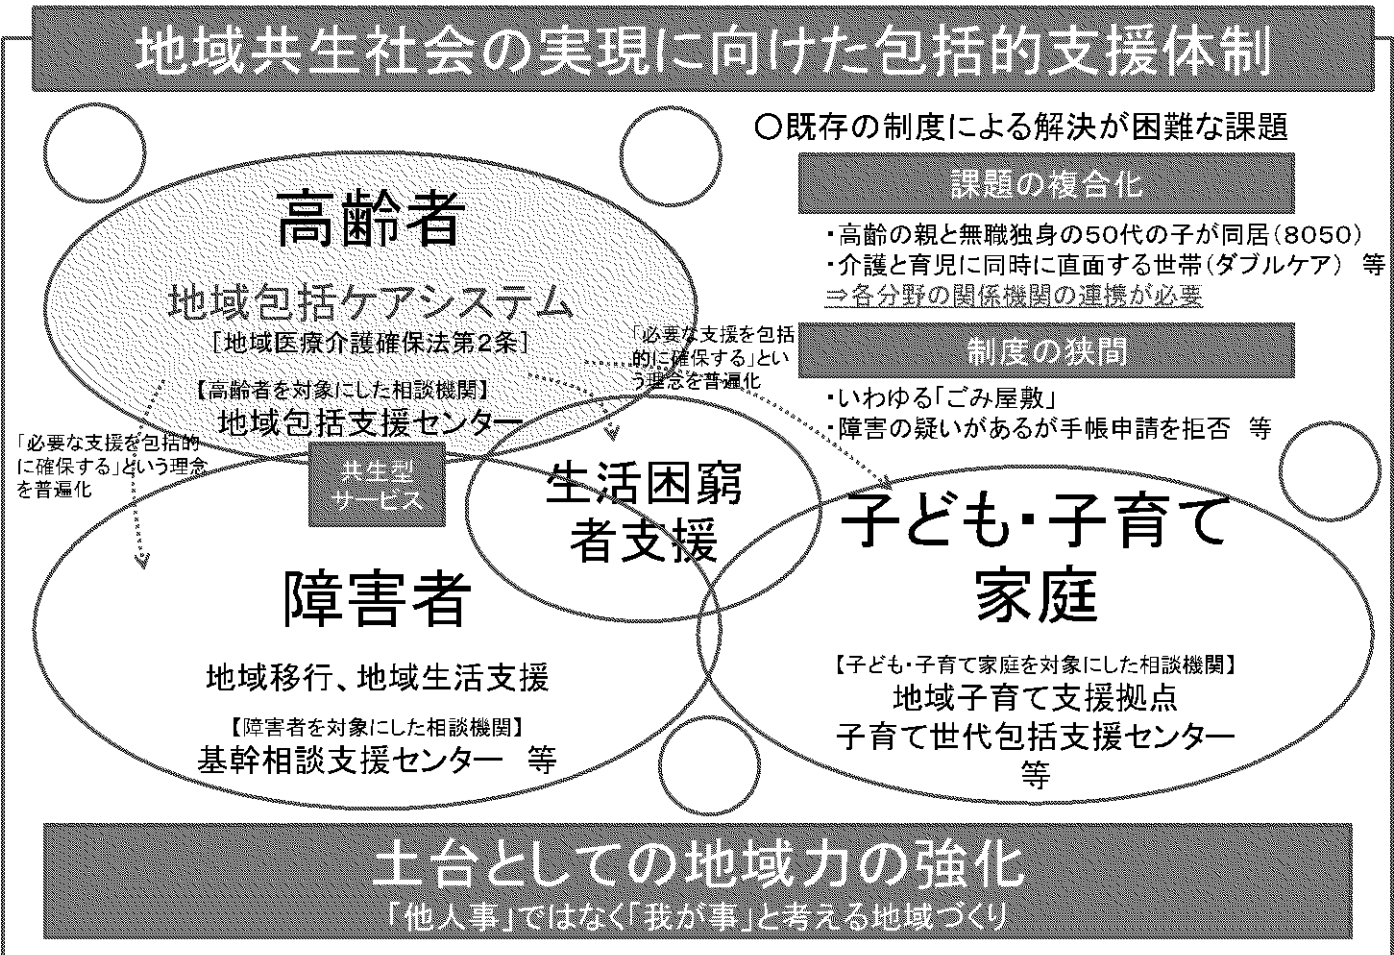 地域共生社会の実現に向けた包括的支援体制
○既存の制度による解決が困難な課題
課題の複合化
・高齢の親と無職独身の50代の子が同居(8050)
・介護と育児に同時に直面する世帯(ダブルケア) 等
⇒各分野の関係機関の連携が必要
制度の狭間
・いわゆる「ごみ屋敷」
・障害の疑いがあるが手帳申請を拒否 等
高齢者
地域包括ケアシステム
[地域医療介護確保法第2条]
【高齢者を対象にした相談機関】
地域包括支援センター
「必要な支援を包括
的に確保する」とい
う理念を普遍化
「必要な支援を包括的
に確保する」という理念
を普遍化
共生型
サービス
生活困窮
者支援
障害者
地域移行、地域生活支援
【障害者を対象にした相談機関】
基幹相談支援センター 等
子ども・子育て
家庭
【子ども・子育て家庭を対象にした相談機関】
地域子育て支援拠点
子育て世代包括支援センター
等
土台としての地域力の強化
「他人事」ではなく「我が事」と考える地域づくり